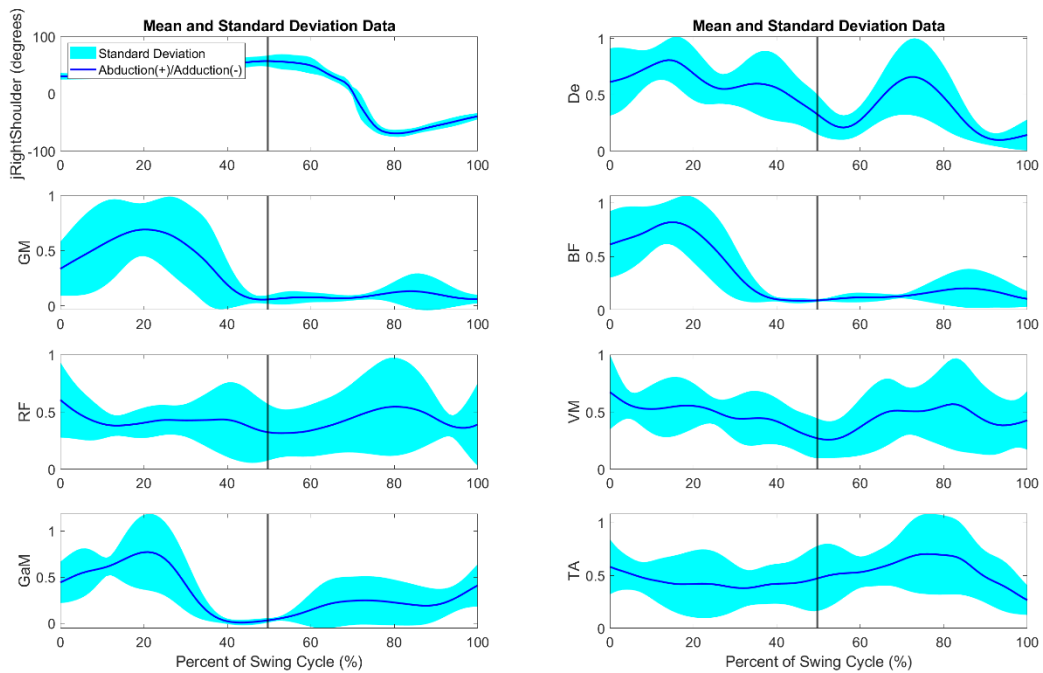 Mean and Standard Deviation Data
jRightShoulder (degrees)
100
0
-100
Standard Deviation
Abduction(+)/Adduction(-)
0 20 40 60 80 100
Mean and Standard Deviation Data
De
1
0.5
0
0 20 40 60 80 100
GM
1
0.5
0
0 20 40 60 80 100
BF
1
0.5
0
0 20 40 60 80 100
RF
1
0.5
0
0 20 40 60 80 100
VM
1
0.5
0
0 20 40 60 80 100
GaM
1
0.5
0
0 20 40 60 80 100
Percent of Swing Cycle (%)
TA
1
0.5
0
0 20 40 60 80 100
Percent of Swing Cycle (%)